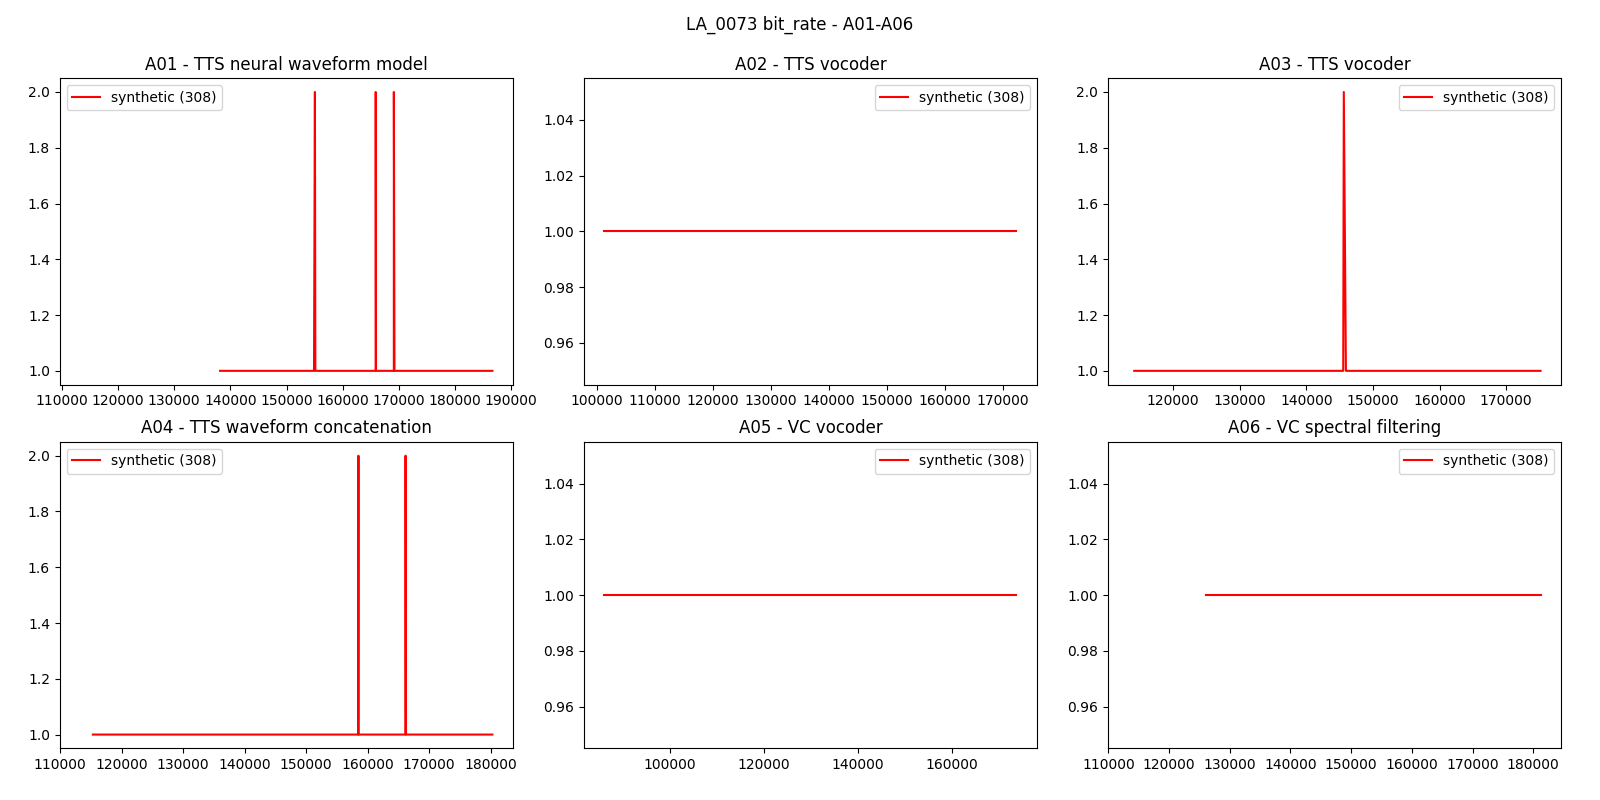 LA_0073 bit_rate - A01-A06
A01 - TTS neural waveform model
synthetic (308)
2.0
1.8
1.6
1.4
1.2
1.0
110000 120000 130000 140000 150000 160000 170000 180000 190000
A02 - TTS vocoder
synthetic (308)
1.04
1.02
1.00
0.98
0.96
100000 110000 120000 130000 140000 150000 160000 170000
A03 - TTS vocoder
synthetic (308)
2.0
1.8
1.6
1.4
1.2
1.0
120000 130000 140000 150000 160000 170000
A04 - TTS waveform concatenation
synthetic (308)
2.0
1.8
1.6
1.4
1.2
1.0
110000 120000 130000 140000 150000 160000 170000 180000
A05 - VC vocoder
synthetic (308)
1.04
1.02
1.00
0.98
0.96
100000 120000 140000 160000
A06 - VC spectral filtering
synthetic (308)
1.04
1.02
1.00
0.98
0.96
110000 120000 130000 140000 150000 160000 170000 180000